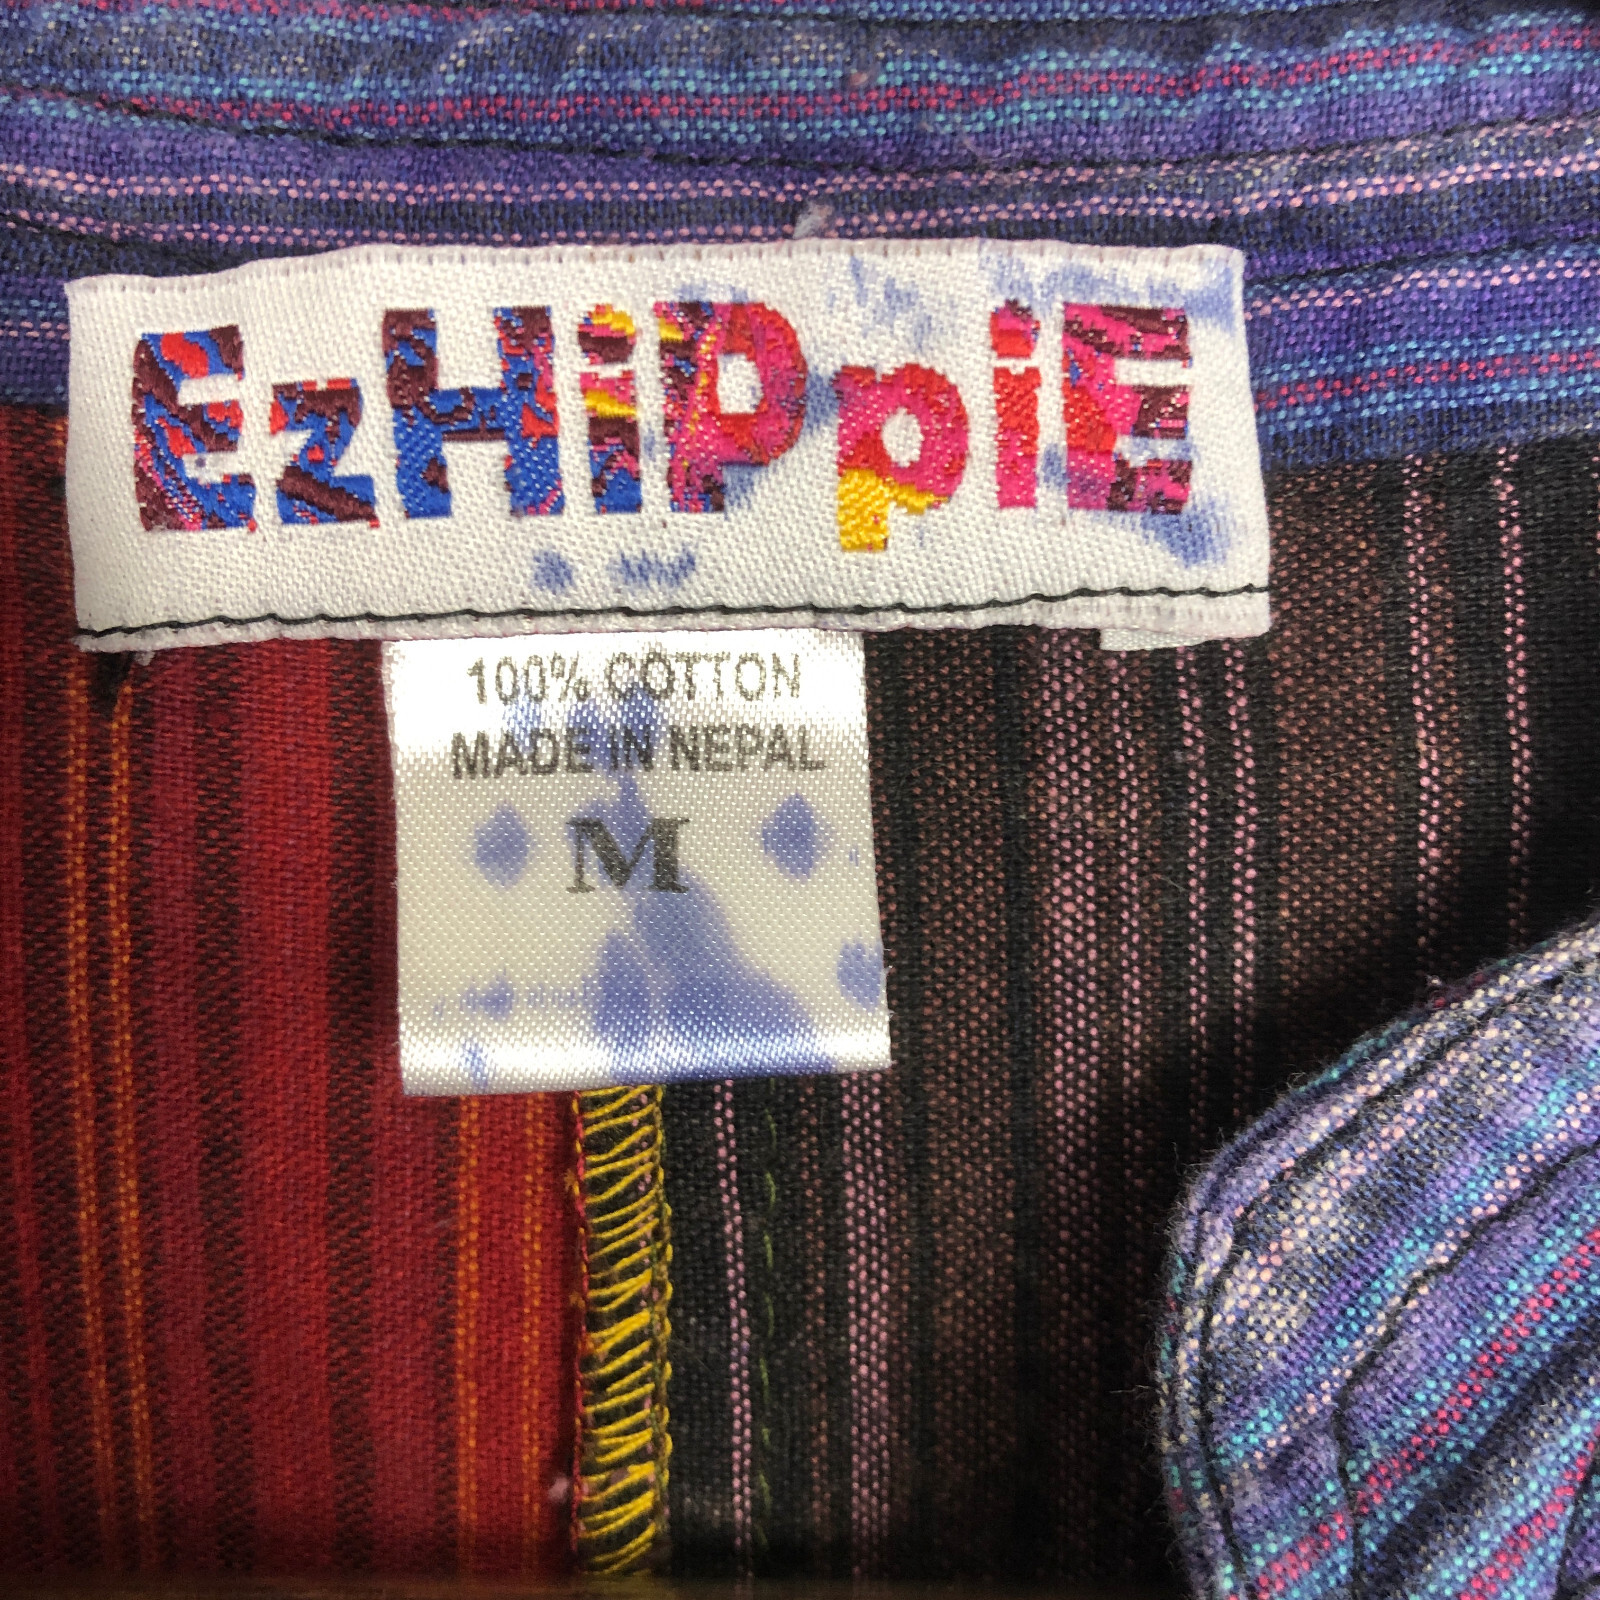 EzHiPpiE
100% COTTON
MADE IN NEPAL
M